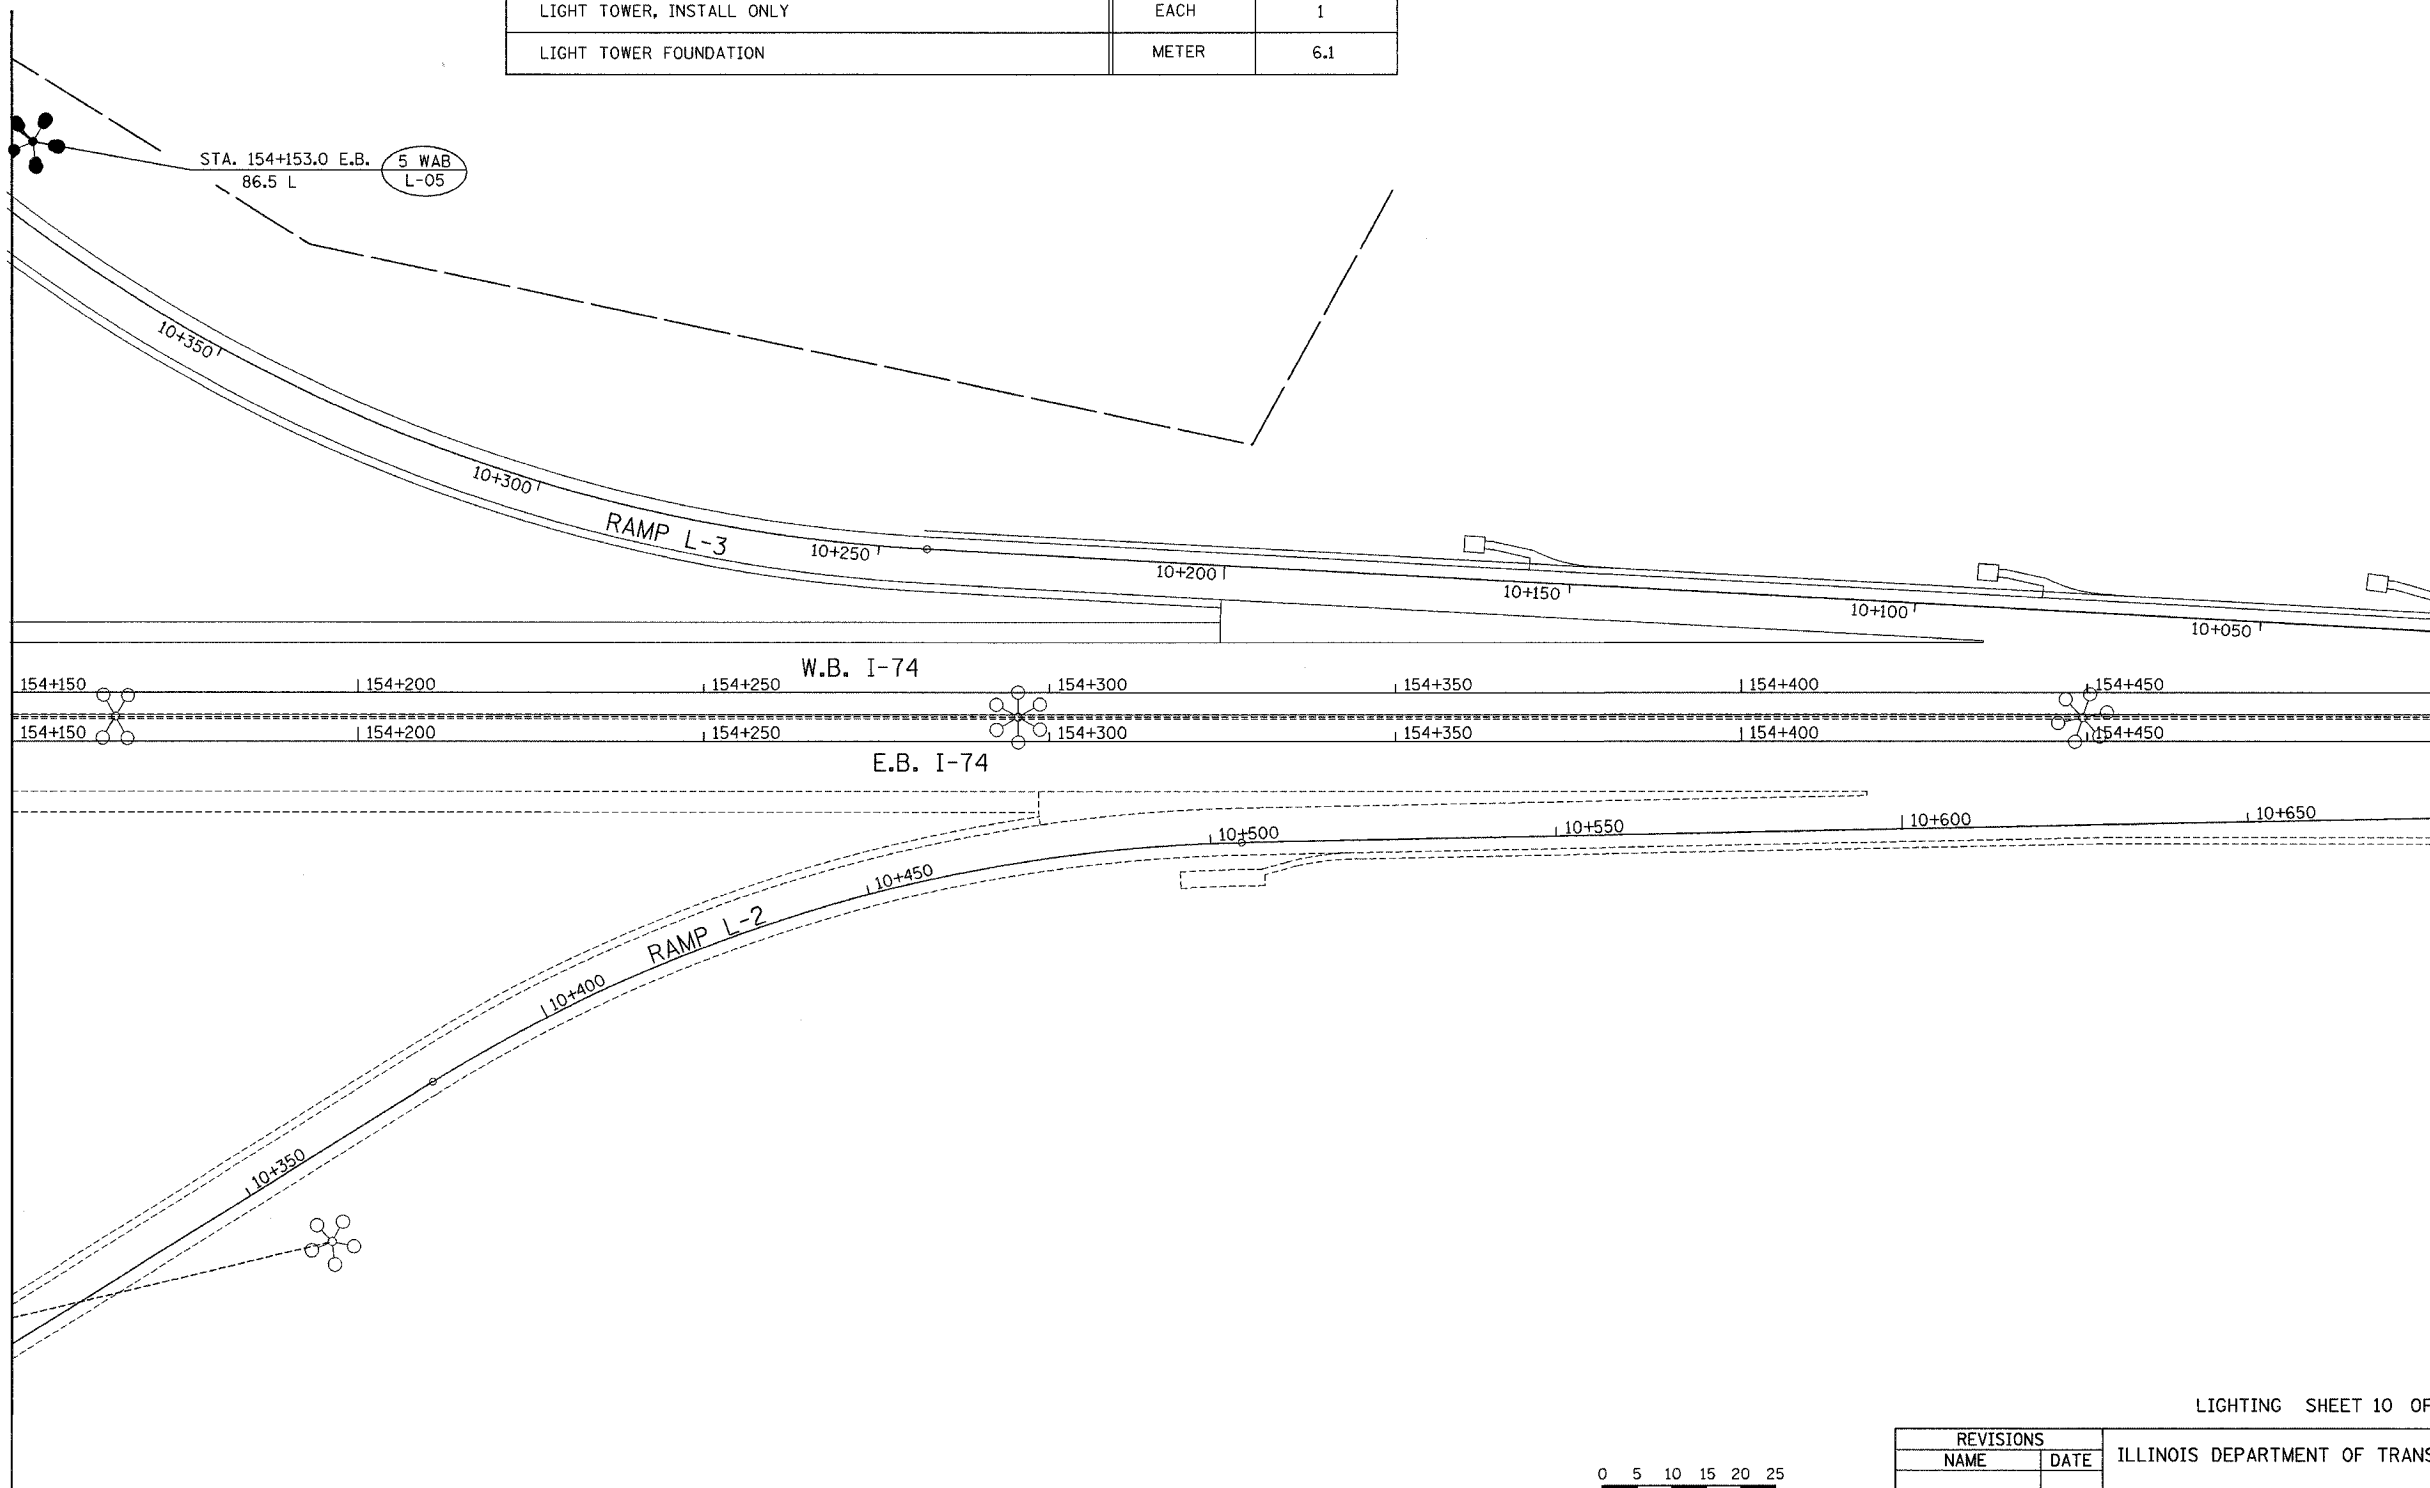 LIGHT TOWER, INSTALL ONLY EACH 1
LIGHT TOWER FOUNDATION METER 6.1
STA. 154+153.0 E.B.
86.5 L
5 WAB
L-05
10+350
10+300
RAMP L-3
10+250
10+200
10+150
10+100
10+050
W.B. I-74
154+150 154+200 154+250 154+300 154+350 154+400 154+450
154+150 154+200 154+250 154+300 154+350 154+400 154+450
E.B. I-74
10+500 10+550 10+600 10+650
10+450
RAMP L-2
10+400
10+350
LIGHTING SHEET 10 OF
REVISIONS
NAME DATE
ILLINOIS DEPARTMENT OF TRANS
0 5 10 15 20 25